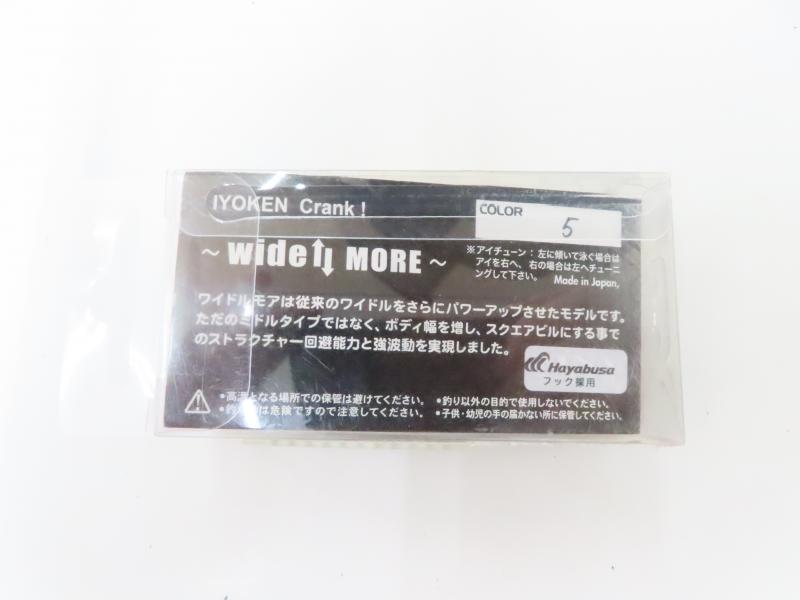 IYOKEN Crank!
COLOR
5
～wide⇅ MORE～
※アイチューン：左に傾いて泳ぐ場合は
アイを右へ、右の場合は左へチューニ
ングして下さい。 Made in Japan,
ワイドルモアは従来のワイドルをさらにパワーアップさせたモデルです。
ただのミドルタイプではなく、ボディ幅を増し、スクエアビルにする事で
のストラクチャー回避能力と強波動を実現しました。
Hayabusa
フック採用
•高温となる場所での保管は避けてください。 •釣り以外の目的で使用しないでください。
•釣 は危険ですので注意してください。 •子供・幼児の手の届かない所に保管してください。